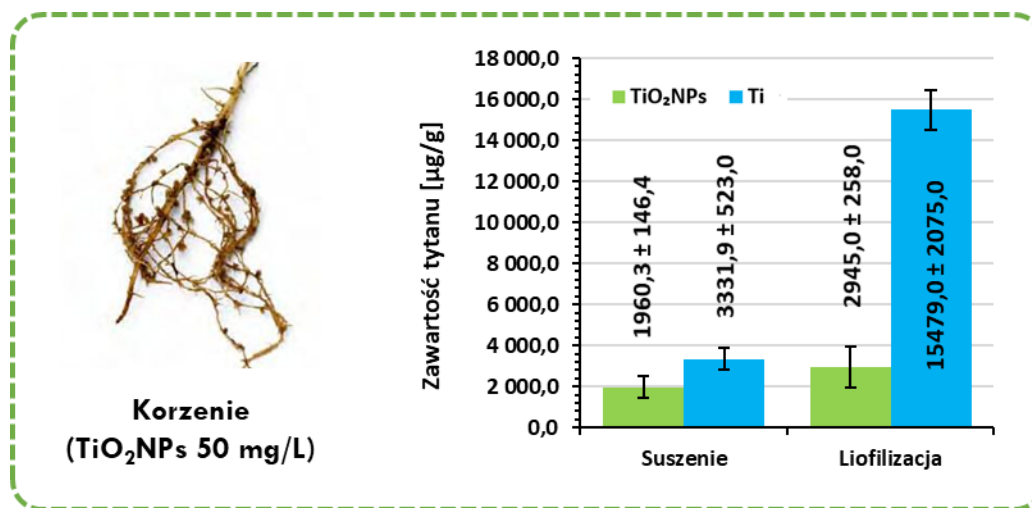 Korzenie
(TiO₂NPs 50 mg/L)
Zawartość tytanu [µg/g]
18 000,0
16 000,0
14 000,0
12 000,0
10 000,0
8 000,0
6 000,0
4 000,0
2 000,0
0,0
TiO₂NPs Ti
1960,3 ± 146,4
3331,9 ± 523,0
2945,0 ± 258,0
15479,0 ± 2075,0
Suszenie Liofilizacja